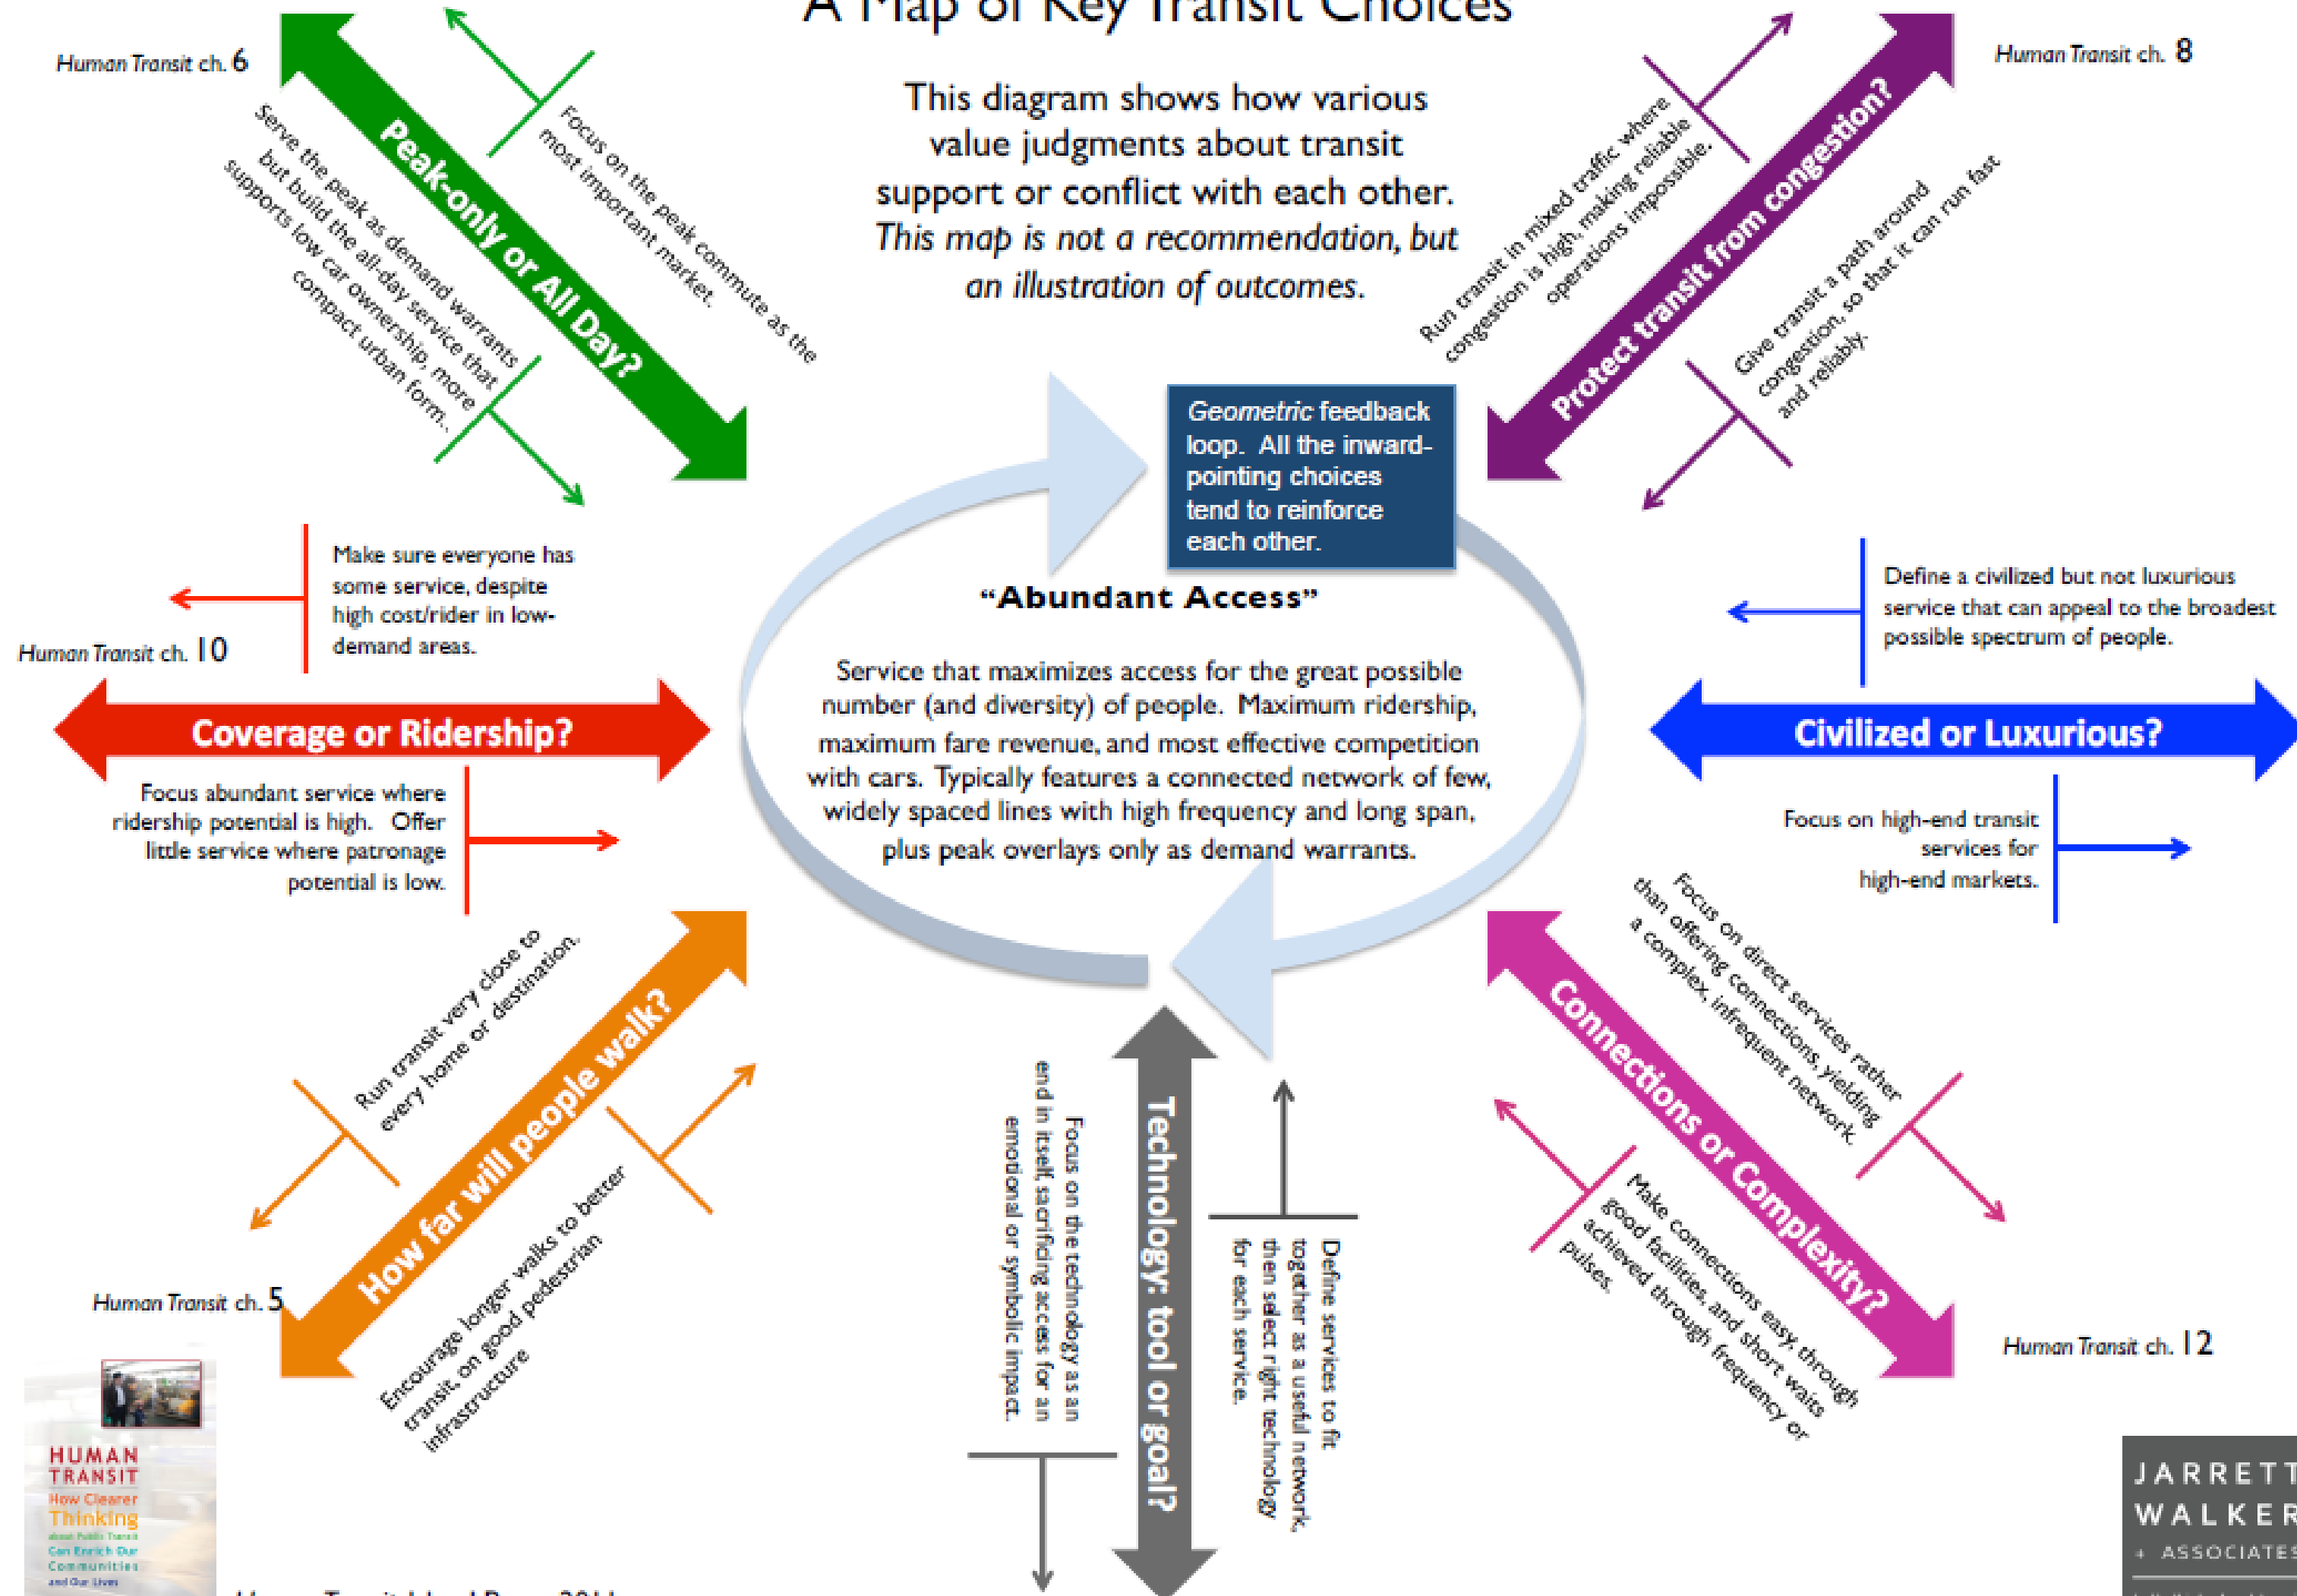 A Map of Key Transit Choices
This diagram shows how various
value judgments about transit
support or conflict with each other.
This map is not a recommendation, but
an illustration of outcomes.
Human Transit ch. 6
Peak-only or All Day?
Focus on the peak commute as the
most important market.
Serve the peak as demand warrants
but build the all-day service that
supports low car ownership, more
compact urban form..
Human Transit ch. 8
Protect transit from congestion?
Run transit in mixed traffic where
congestion is high, making reliable
operations impossible.
Give transit a path around
congestion, so that it can run fast
and reliably.
Geometric feedback
loop. All the inward-
pointing choices
tend to reinforce
each other.
Make sure everyone has
some service, despite
high cost/rider in low-
demand areas.
Human Transit ch. 10
Coverage or Ridership?
Focus abundant service where
ridership potential is high. Offer
little service where patronage
potential is low.
“Abundant Access”
Service that maximizes access for the great possible
number (and diversity) of people. Maximum ridership,
maximum fare revenue, and most effective competition
with cars. Typically features a connected network of few,
widely spaced lines with high frequency and long span,
plus peak overlays only as demand warrants.
Define a civilized but not luxurious
service that can appeal to the broadest
possible spectrum of people.
Civilized or Luxurious?
Focus on high-end transit
services for
high-end markets.
Run transit very close to
every home or destination.
How far will people walk?
Encourage longer walks to better
transit, on good pedestrian
infrastructure
Human Transit ch. 5
Focus on the technology as an
end in itself, sacrificing access for an
emotional or symbolic impact.
Technology: tool or goal?
Define services to fit
together as a useful network,
then select right technology
for each service.
Focus on direct services rather
than offering connections, yielding
a complex, infrequent network.
Connections or Complexity?
Make connections easy, through
good facilities, and short waits
achieved through frequency or
pulses.
Human Transit ch. 12
HUMAN
TRANSIT
How Clearer
Thinking
about Public Transit
Can Enrich Our
Communities
and Our Lives
JARRETT
WALKER
+ ASSOCIATES